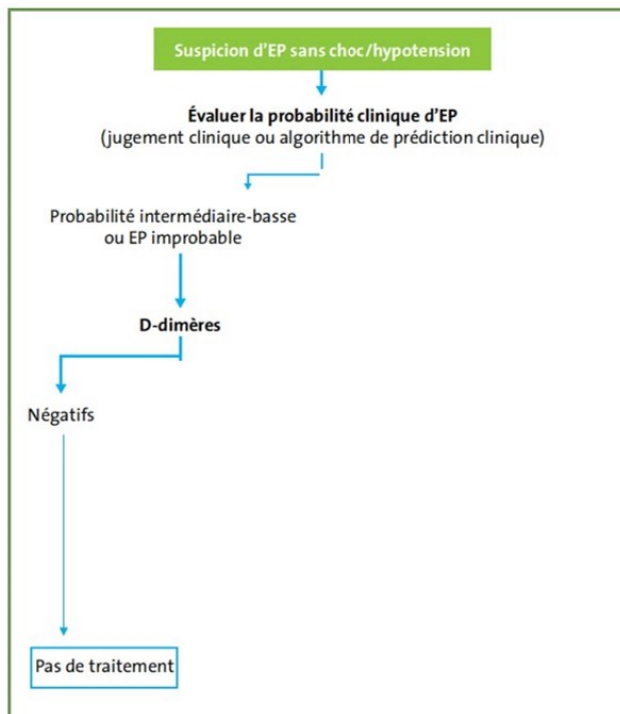 Suspicion d'EP sans choc/hypotension
Évaluer la probabilité clinique d'EP
(jugement clinique ou algorithme de prédiction clinique)
Probabilité intermédiaire-basse
ou EP improbable
D-dimères
Négatifs
Pas de traitement